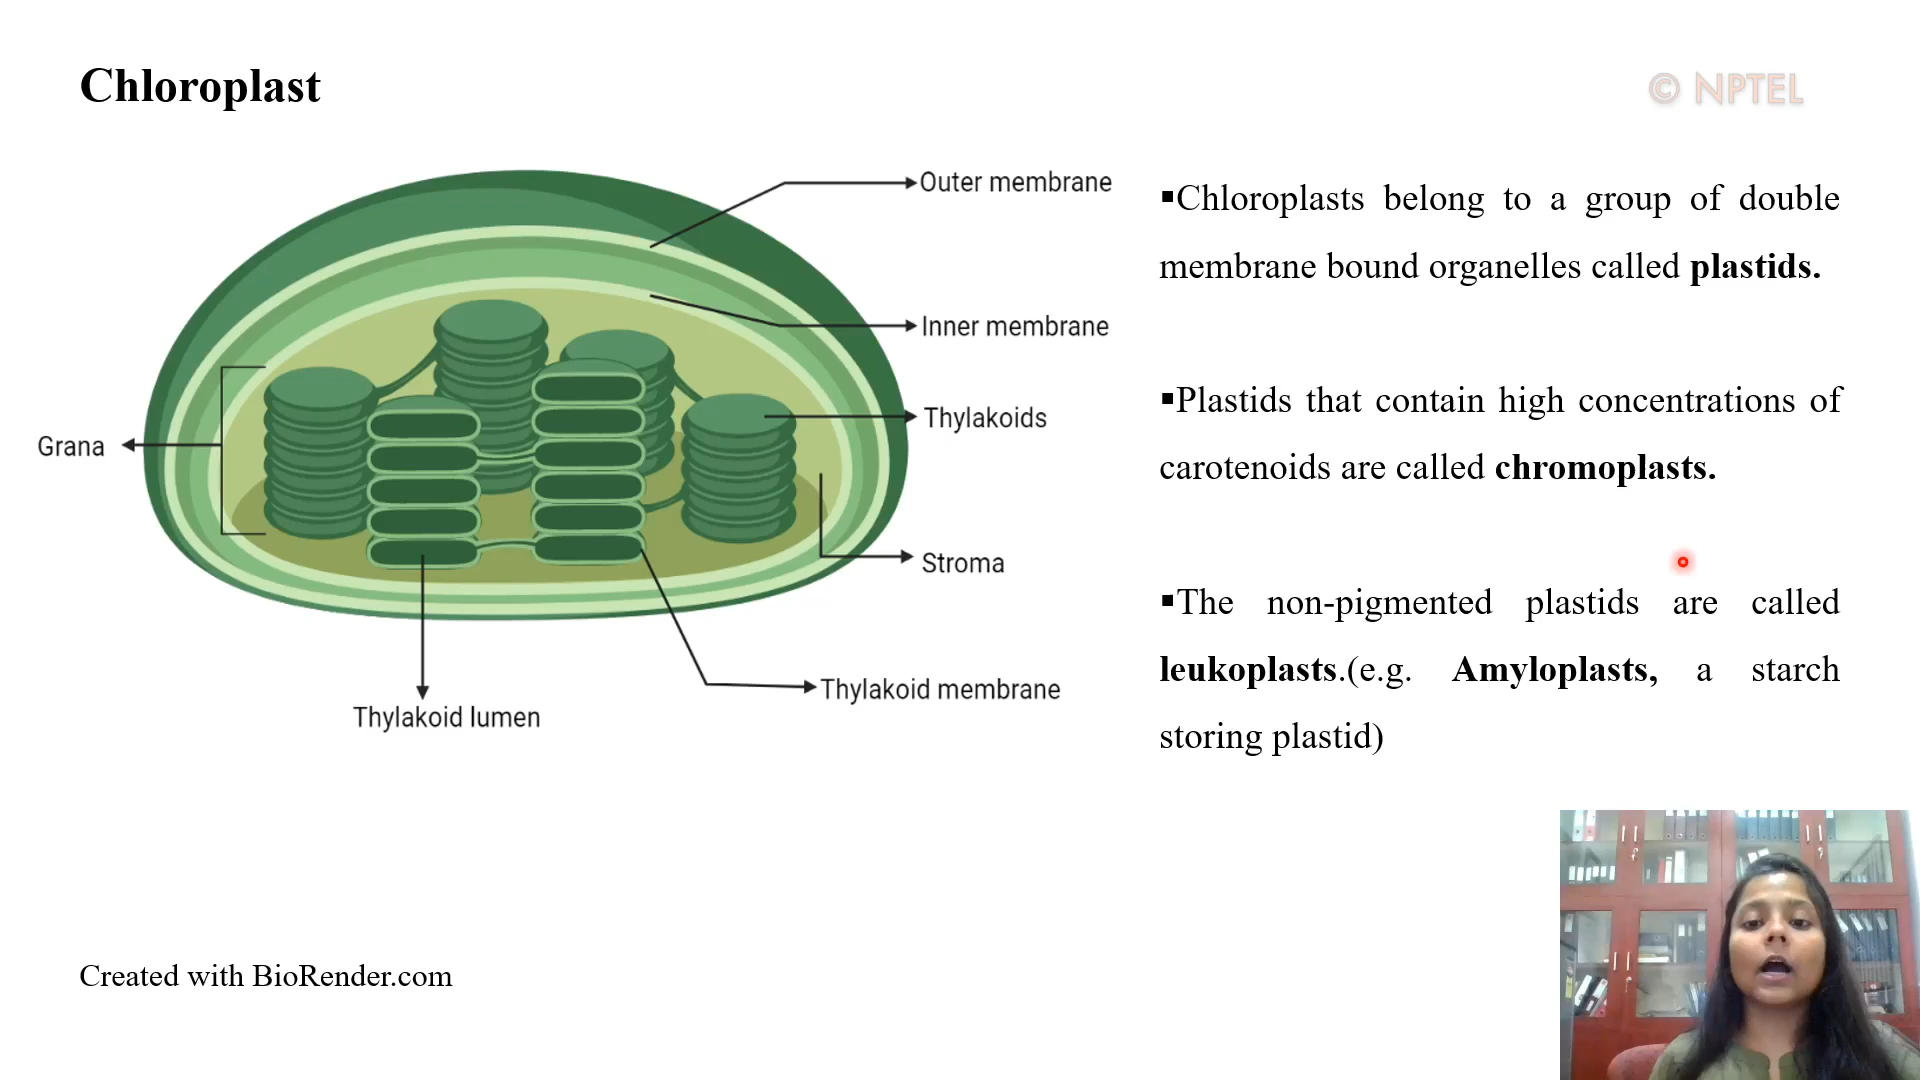 Chloroplast
© NPTEL
Outer membrane
Inner membrane
Thylakoids
Grana
Stroma
Thylakoid membrane
Thylakoid lumen
▪Chloroplasts belong to a group of double
membrane bound organelles called plastids.
▪Plastids that contain high concentrations of
carotenoids are called chromoplasts.
▪The non-pigmented plastids are called
leukoplasts.(e.g. Amyloplasts, a starch
storing plastid)
Created with BioRender.com